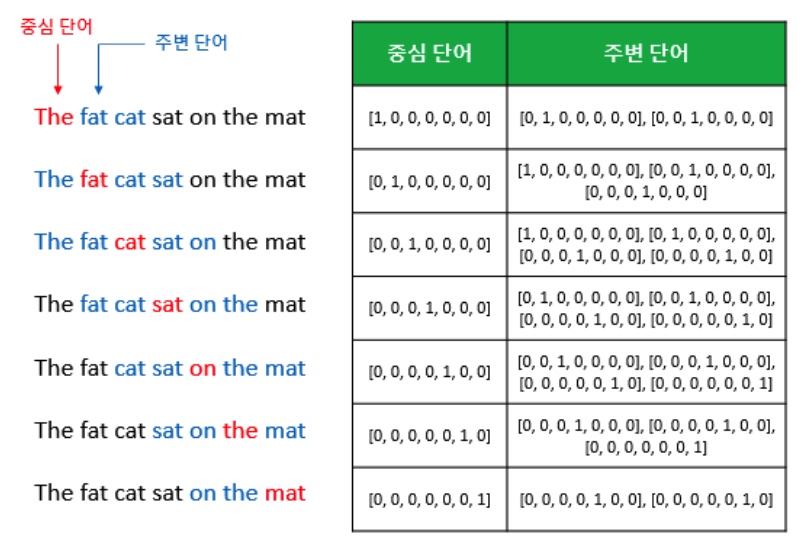 중심 단어
주변 단어
The fat cat sat on the mat
The fat cat sat on the mat
The fat cat sat on the mat
The fat cat sat on the mat
The fat cat sat on the mat
The fat cat sat on the mat
The fat cat sat on the mat
중심 단어 주변 단어
[1, 0, 0, 0, 0, 0, 0] [0, 1, 0, 0, 0, 0, 0], [0, 0, 1, 0, 0, 0, 0]
[0, 1, 0, 0, 0, 0, 0] [1, 0, 0, 0, 0, 0, 0], [0, 0, 1, 0, 0, 0, 0],
[0, 0, 0, 1, 0, 0, 0]
[0, 0, 1, 0, 0, 0, 0] [1, 0, 0, 0, 0, 0, 0], [0, 1, 0, 0, 0, 0, 0],
[0, 0, 0, 1, 0, 0, 0], [0, 0, 0, 0, 1, 0, 0]
[0, 0, 0, 1, 0, 0, 0] [0, 1, 0, 0, 0, 0, 0], [0, 0, 1, 0, 0, 0, 0],
[0, 0, 0, 0, 1, 0, 0], [0, 0, 0, 0, 0, 1, 0]
[0, 0, 0, 0, 1, 0, 0] [0, 0, 1, 0, 0, 0, 0], [0, 0, 0, 1, 0, 0, 0],
[0, 0, 0, 0, 0, 1, 0], [0, 0, 0, 0, 0, 0, 1]
[0, 0, 0, 0, 0, 1, 0] [0, 0, 0, 1, 0, 0, 0], [0, 0, 0, 0, 1, 0, 0],
[0, 0, 0, 0, 0, 0, 1]
[0, 0, 0, 0, 0, 0, 1] [0, 0, 0, 0, 1, 0, 0], [0, 0, 0, 0, 0, 1, 0]